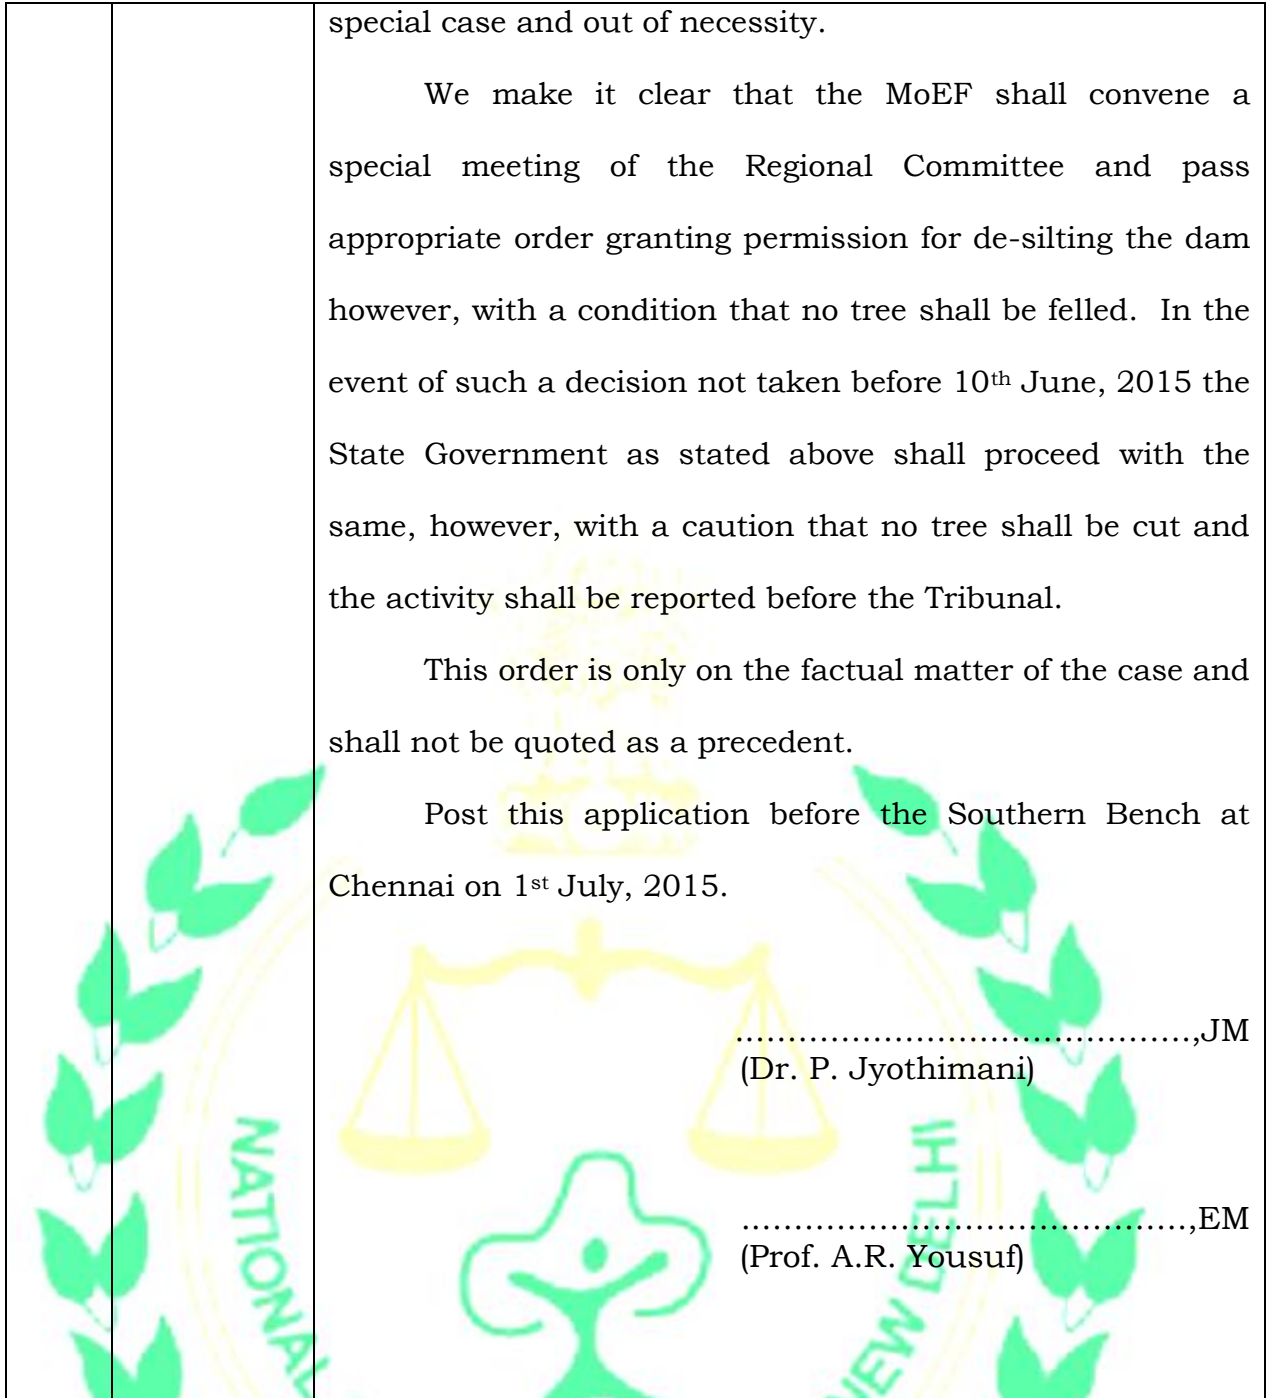 special case and out of necessity.
We make it clear that the MoEF shall convene a
special meeting of the Regional Committee and pass
appropriate order granting permission for de-silting the dam
however, with a condition that no tree shall be felled. In the
event of such a decision not taken before 10th June, 2015 the
State Government as stated above shall proceed with the
same, however, with a caution that no tree shall be cut and
the activity shall be reported before the Tribunal.
This order is only on the factual matter of the case and
shall not be quoted as a precedent.
Post this application before the Southern Bench at
Chennai on 1st July, 2015.
...........................................,JM
(Dr. P. Jyothimani)
..........................................,EM
(Prof. A.R. Yousuf)
NATIONAL
NEW DELHI